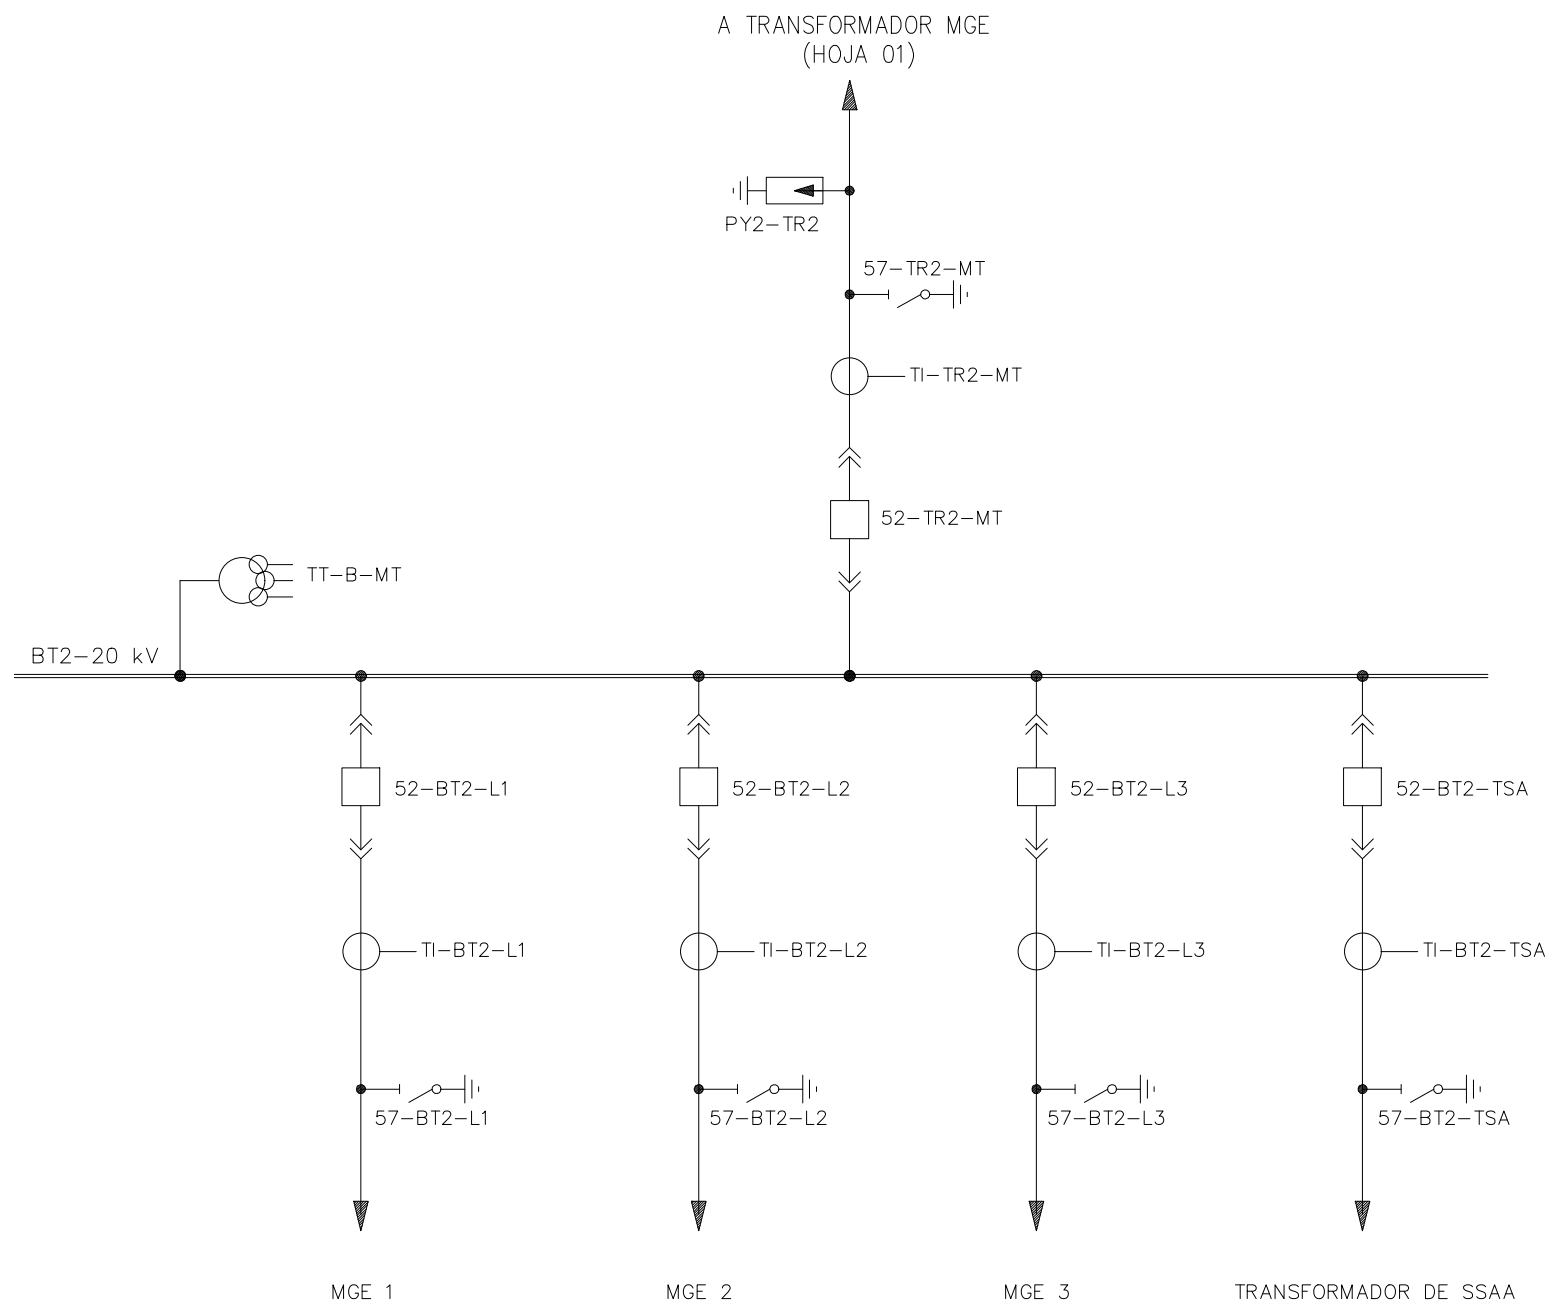 A TRANSFORMADOR MGE
(HOJA 01)
PY2-TR2
57-TR2-MT
TI-TR2-MT
52-TR2-MT
TT-B-MT
BT2-20 kV
52-BT2-L1
52-BT2-L2
52-BT2-L3
52-BT2-TSA
TI-BT2-L1
TI-BT2-L2
TI-BT2-L3
TI-BT2-TSA
57-BT2-L1
57-BT2-L2
57-BT2-L3
57-BT2-TSA
MGE 1
MGE 2
MGE 3
TRANSFORMADOR DE SSAA